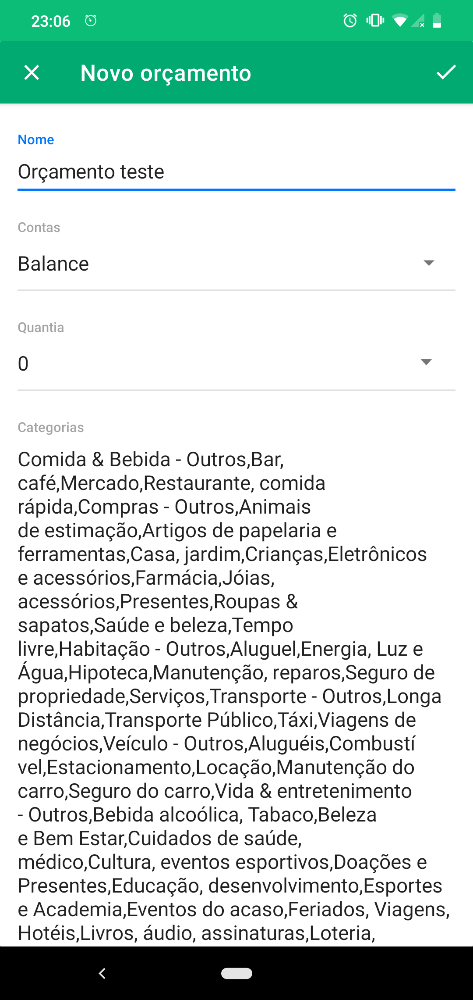 23:06
Novo orçamento
Nome
Orçamento teste
Contas
Balance
Quantia
0
Categorias
Comida & Bebida - Outros,Bar,
café,Mercado,Restaurante, comida
rápida,Compras - Outros,Animais
de estimação,Artigos de papelaria e
ferramentas,Casa, jardim,Crianças,Eletrônicos
e acessórios,Farmácia,Jóias,
acessórios,Presentes,Roupas &
sapatos,Saúde e beleza,Tempo
livre,Habitação - Outros,Aluguel,Energia, Luz e
Água,Hipoteca,Manutenção, reparos,Seguro de
propriedade,Serviços,Transporte - Outros,Longa
Distância,Transporte Público,Táxi,Viagens de
negócios,Veículo - Outros,Aluguéis,Combustí
vel,Estacionamento,Locação,Manutenção do
carro,Seguro do carro,Vida & entretenimento
- Outros,Bebida alcoólica, Tabaco,Beleza
e Bem Estar,Cuidados de saúde,
médico,Cultura, eventos esportivos,Doações e
Presentes,Educação, desenvolvimento,Esportes
e Academia,Eventos do acaso,Feriados, Viagens,
Hotéis,Livros, áudio, assinaturas,Loteria,